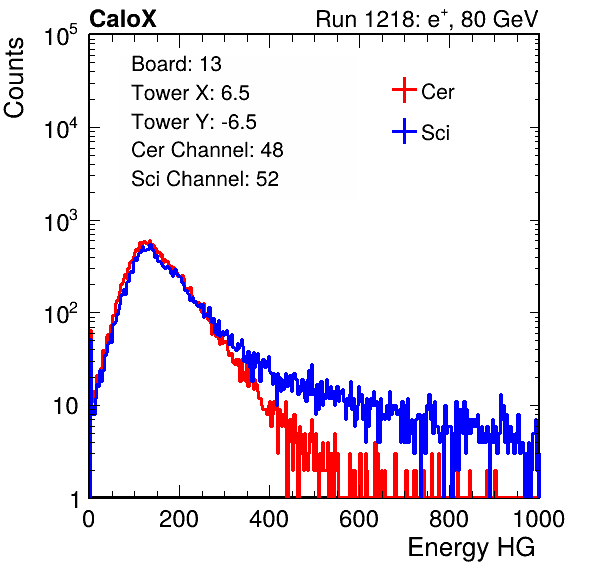 CaloX Run 1218: e⁺, 80 GeV
Counts
Board: 13
Tower X: 6.5
Tower Y: -6.5
Cer Channel: 48
Sci Channel: 52
Cer
Sci
10⁵
10⁴
10³
10²
10
1
0 200 400 600 800 1000
Energy HG